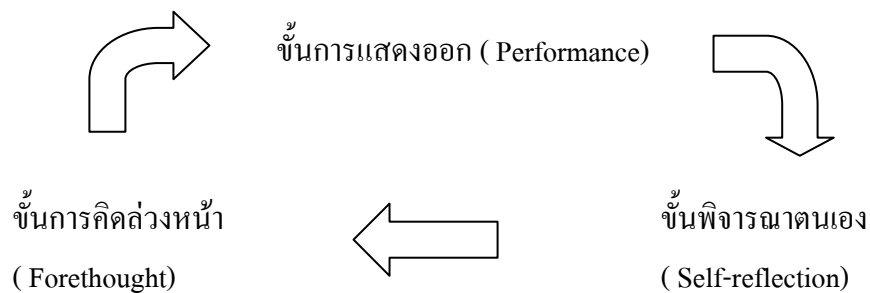 ขั้นการแสดงออก ( Performance)
ขั้นการคิดล่วงหน้า
( Forethought)
ขั้นพิจารณาตนเอง
( Self-reflection)